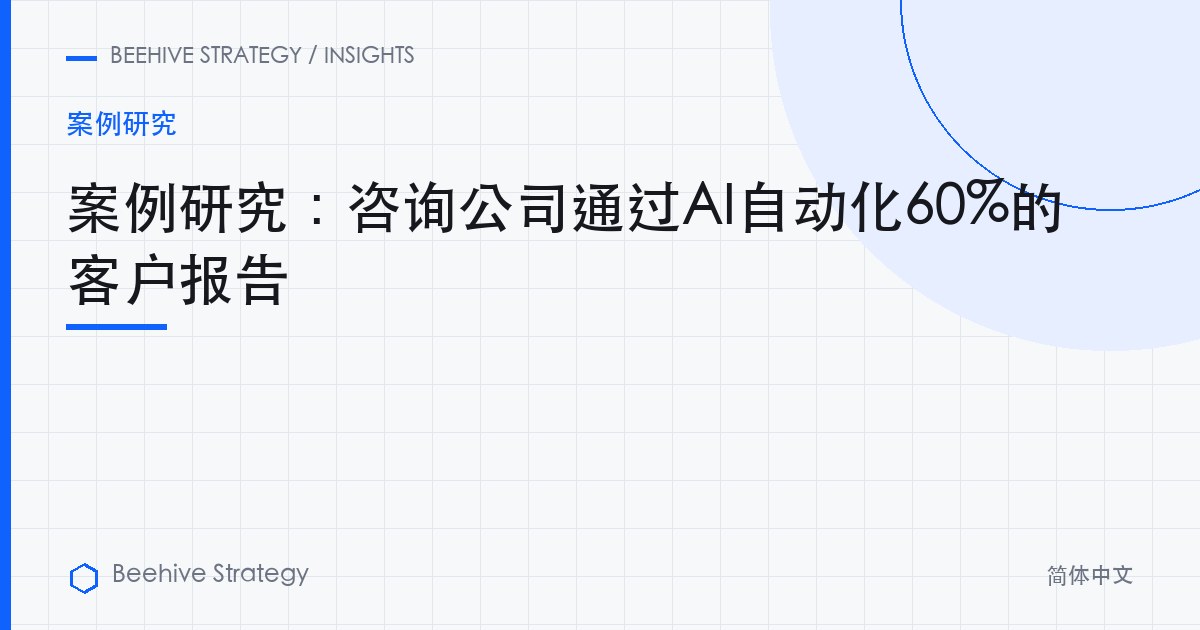 BEEHIVE STRATEGY / INSIGHTS
案例研究
案例研究：咨询公司通过AI自动化60%的
客户报告
Beehive Strategy
简体中文